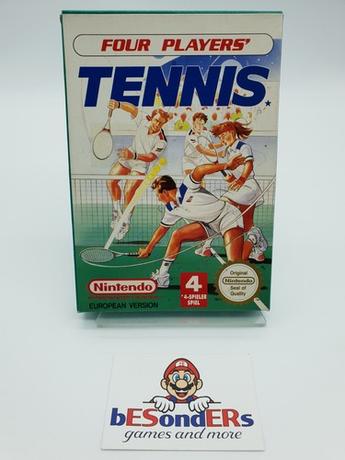 FOUR PLAYERS'
TENNIS
Nintendo
EUROPEAN VERSION
4
*4-SPIELER
SPIEL
Original
Nintendo
Seal of
Quality
M
bESonDERs
games and more